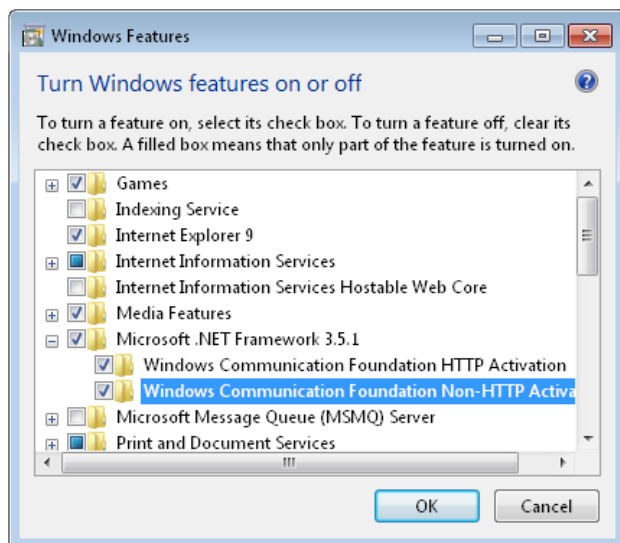 Windows Features
Turn Windows features on or off
To turn a feature on, select its check box. To turn a feature off, clear its
check box. A filled box means that only part of the feature is turned on.
Games
Indexing Service
Internet Explorer 9
Internet Information Services
Internet Information Services Hostable Web Core
Media Features
Microsoft .NET Framework 3.5.1
Windows Communication Foundation HTTP Activation
Windows Communication Foundation Non-HTTP Activa
Microsoft Message Queue (MSMQ) Server
Print and Document Services
OK Cancel